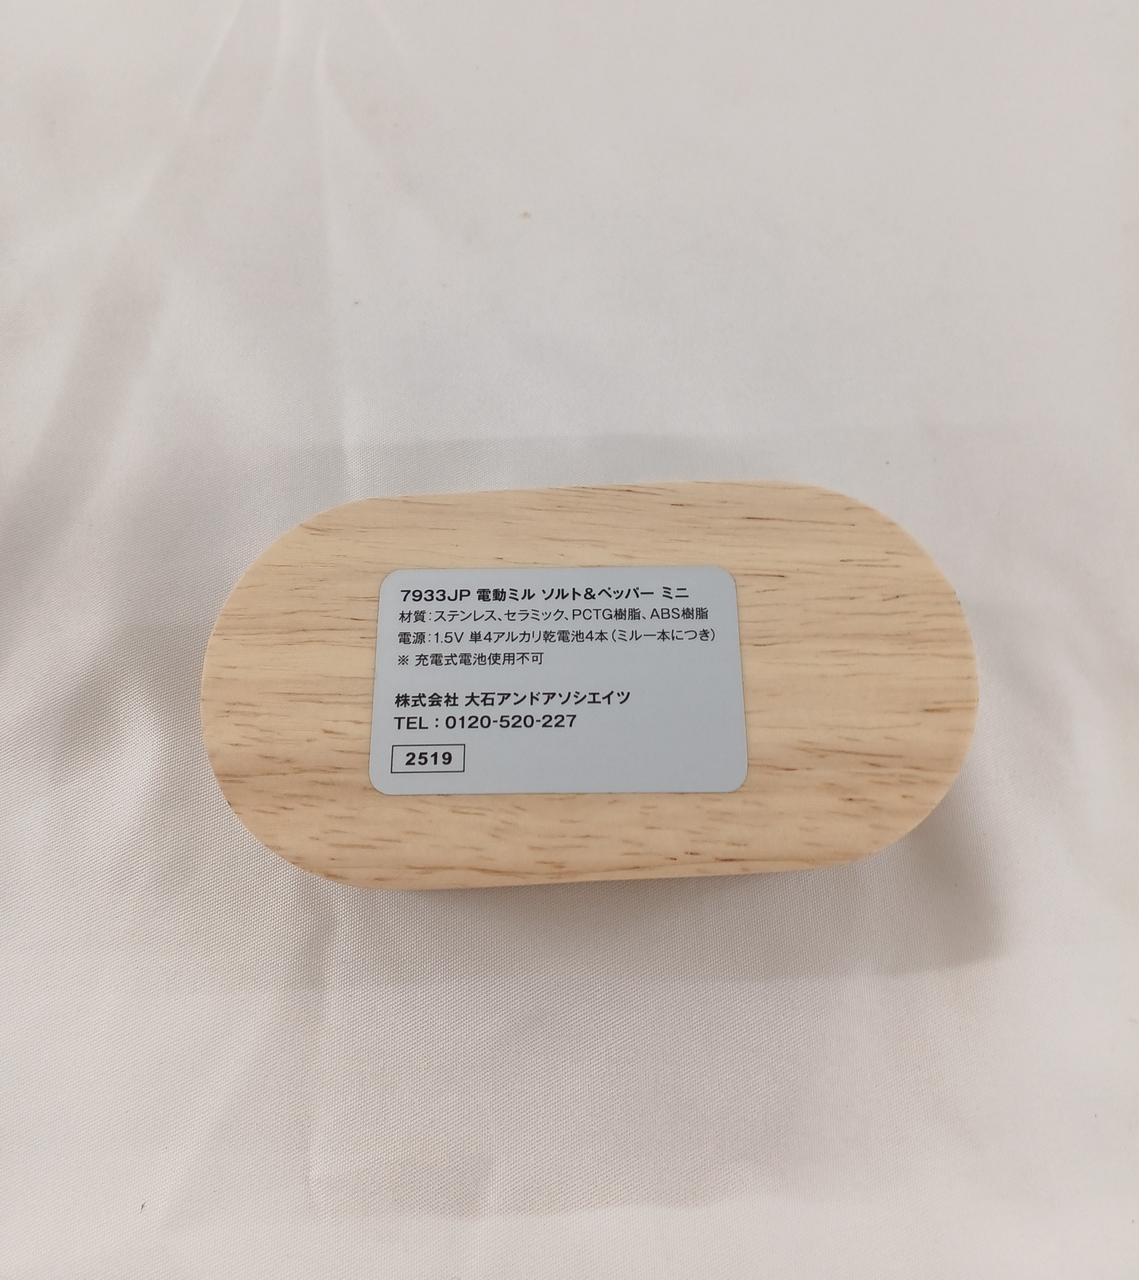 7933JP 電動ミル ソルト&ペッパー ミニ
材質:ステンレス、セラミック、PCTG樹脂、ABS樹脂
電源:1.5V 単4アルカリ乾電池4本(ミル一本につき)
※ 充電式電池使用不可
株式会社 大石アンドアソシエイツ
TEL:0120-520-227
2519